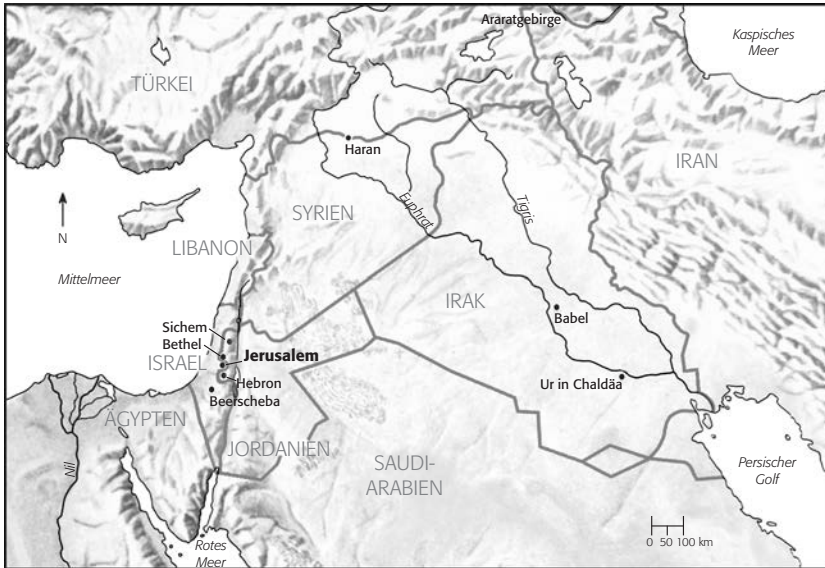 Araratgebirge
Kaspisches
Meer
TÜRKEI
Haran
IRAN
SYRIEN
Euphrat
Tigris
N
LIBANON
Mittelmeer
IRAK
Babel
Sichem
Bethel
Jerusalem
ISRAEL
Hebron
Ur in Chaldäa
Beerscheba
ÄGYPTEN
JORDANIEN
SAUDI-
ARABIEN
Nil
Persischer
Golf
Rotes
Meer
0 50 100 km